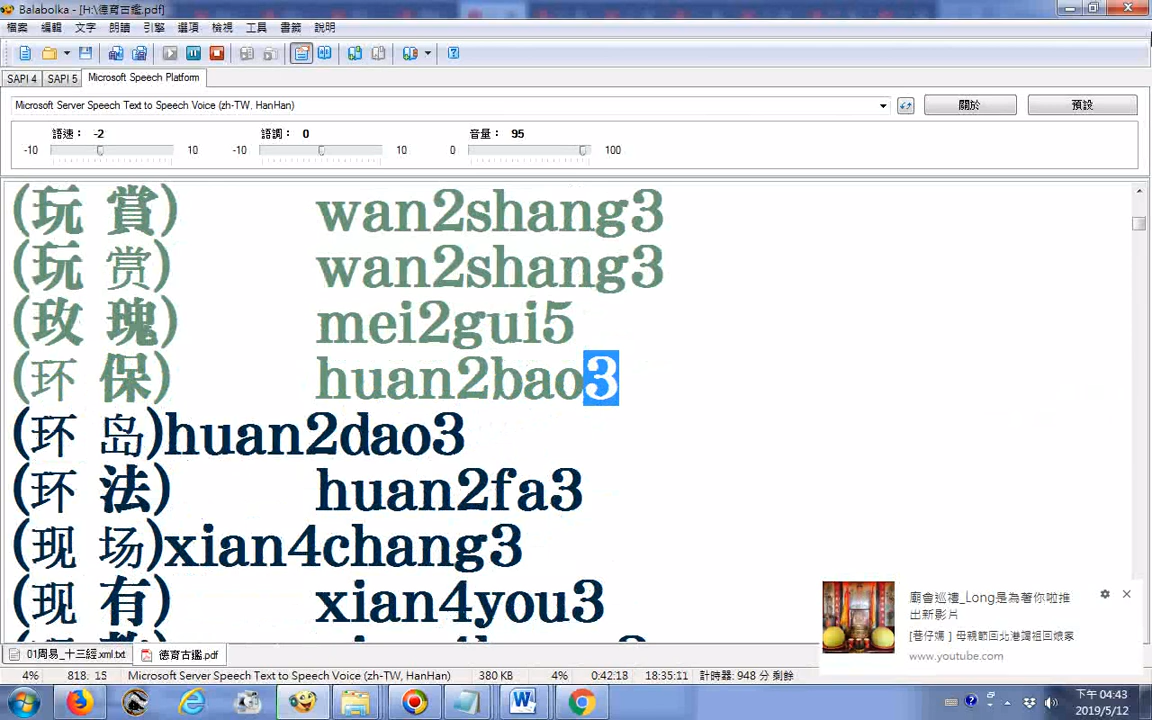 Balabolka - [H:\德育古鑑.pdf]
檔案 編輯 文字 朗讀 引擎 選項 檢視 工具 書籤 說明
SAPI 4 SAPI 5 Microsoft Speech Platform
Microsoft Server Speech Text to Speech Voice (zh-TW, HanHan) 關於 預設
語速： -2 語調： 0 音量： 95
-10 10 -10 10 0 100
(玩 賞) wan2shang3
(玩 赏) wan2shang3
(玫 瑰) mei2gui5
(环 保) huan2bao3
(环 岛)huan2dao3
(环 法) huan2fa3
(现 场)xian4chang3
(现 有) xian4you3
廟會巡禮_Long是為著你啦推
出新影片
[巷仔媽] 母親節回北港謁祖回娘家
www.youtube.com
01周易_十三經.xml.txt 德育古鑑.pdf
4% 818. 15 Microsoft Server Speech Text to Speech Voice (zh-TW, HanHan) 380 KB 4% 0:42:18 18:35:11 計時器: 948 分 剩餘
下午 04:43
2019/5/12